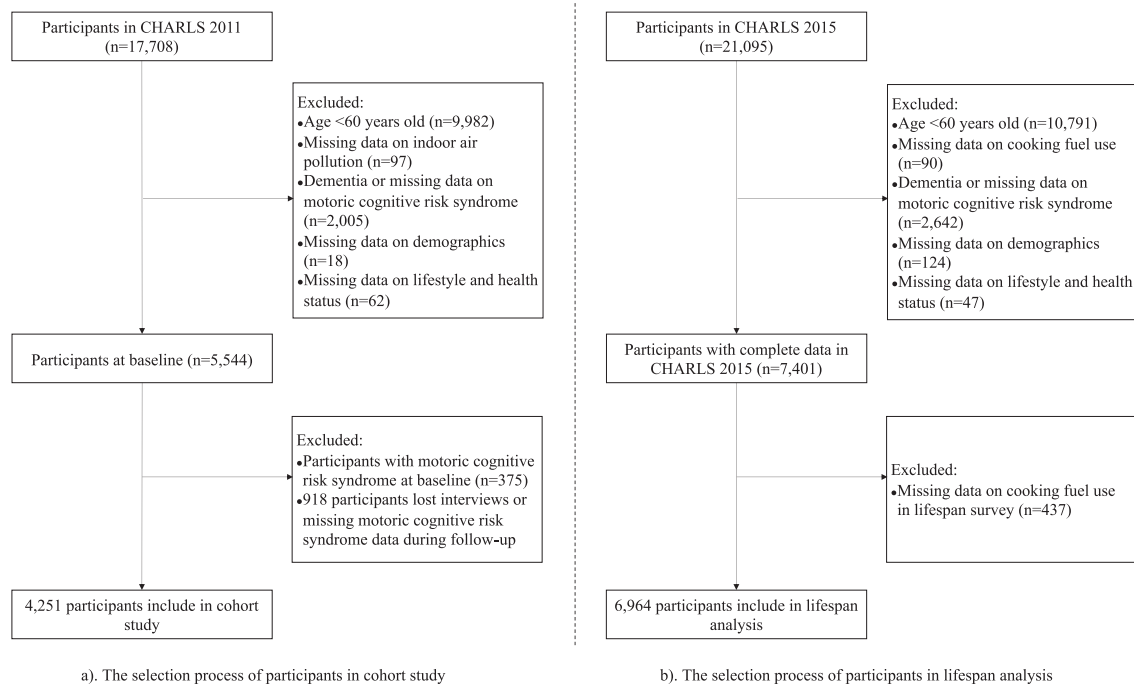 Participants in CHARLS 2011
(n=17,708)
Excluded:
•Age <60 years old (n=9,982)
•Missing data on indoor air
pollution (n=97)
•Dementia or missing data on
motoric cognitive risk syndrome
(n=2,005)
•Missing data on demographics
(n=18)
•Missing data on lifestyle and health
status (n=62)
Participants at baseline (n=5,544)
Excluded:
•Participants with motoric cognitive
risk syndrome at baseline (n=375)
•918 participants lost interviews or
missing motoric cognitive risk
syndrome data during follow-up
4,251 participants include in cohort
study
a). The selection process of participants in cohort study
Participants in CHARLS 2015
(n=21,095)
Excluded:
•Age <60 years old (n=10,791)
•Missing data on cooking fuel use
(n=90)
•Dementia or missing data on
motoric cognitive risk syndrome
(n=2,642)
•Missing data on demographics
(n=124)
•Missing data on lifestyle and health
status (n=47)
Participants with complete data in
CHARLS 2015 (n=7,401)
Excluded:
•Missing data on cooking fuel use
in lifespan survey (n=437)
6,964 participants include in lifespan
analysis
b). The selection process of participants in lifespan analysis